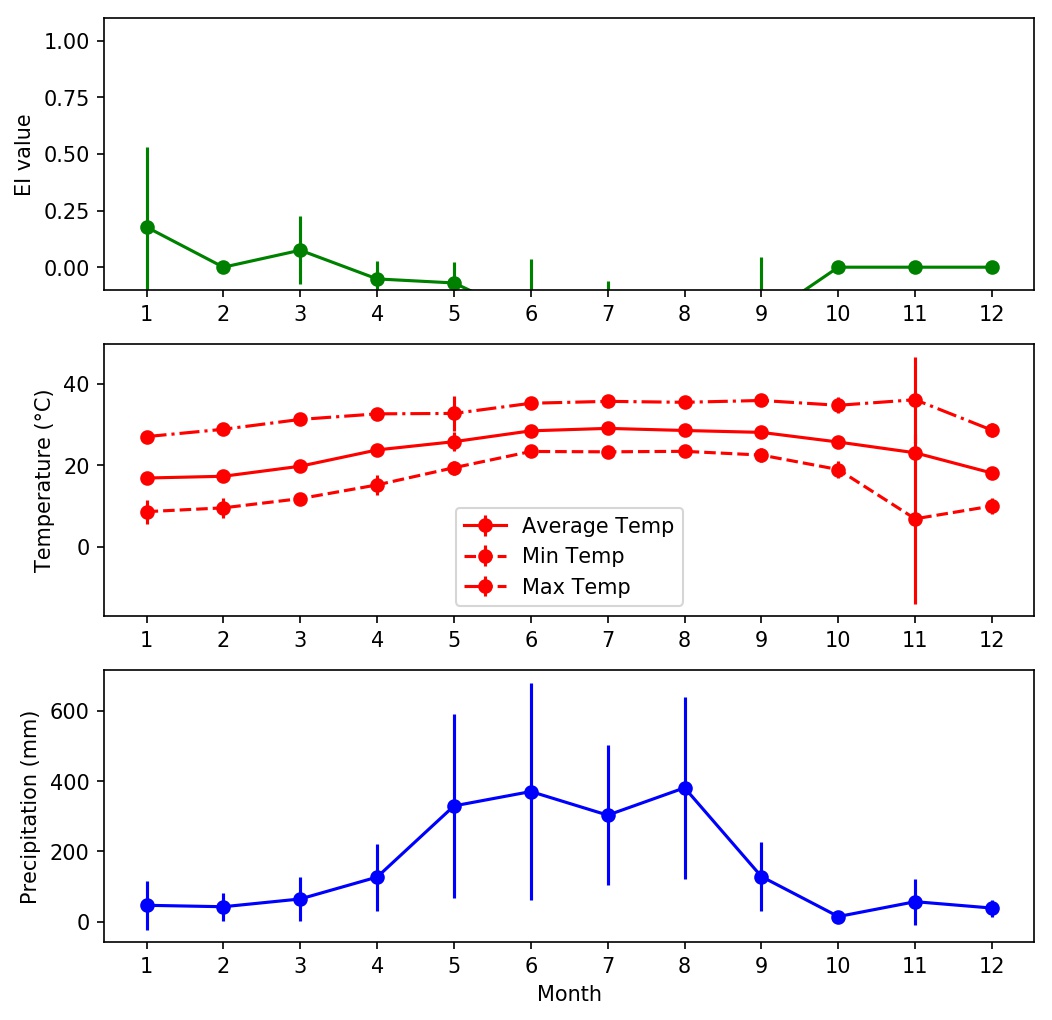 1.00
0.75
0.50
0.25
0.00
EI value
1 2 3 4 5 6 7 8 9 10 11 12
40
20
0
Temperature (°C)
Average Temp
Min Temp
Max Temp
1 2 3 4 5 6 7 8 9 10 11 12
600
400
200
0
Precipitation (mm)
1 2 3 4 5 6 7 8 9 10 11 12
Month